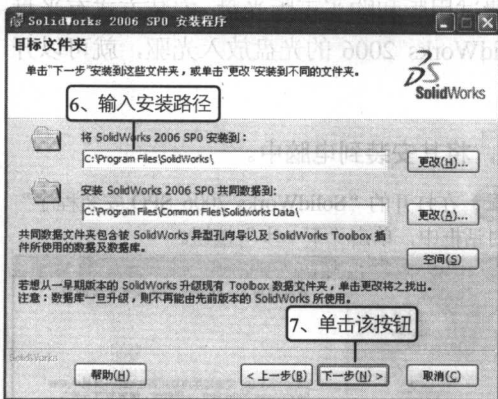 SolidWorks 2006 SP0 安装程序
目标文件夹
单击"下一步"安装到这些文件夹，或单击"更改"安装到不同的文件夹。
SolidWorks
6、输入安装路径
将 SolidWorks 2006 SP0 安装到：
C:\Program Files\SolidWorks\
更改(H)...
安装 SolidWorks 2006 SP0 共同数据到：
C:\Program Files\Common Files\Solidworks Data\
更改(A)...
共同数据文件夹包含被 SolidWorks 异型孔向导以及 SolidWorks Toolbox 插
件所使用的数据及数据库。
空间(S)
若想从一早期版本的 SolidWorks 升级现有 Toolbox 数据文件夹，单击更改将之找出。
注意：数据库一旦升级，则不再能由先前版本的 SolidWorks 所使用。
7、单击该按钮
SolidWorks
帮助(H)
< 上一步(B)
下一步(N) >
取消(C)